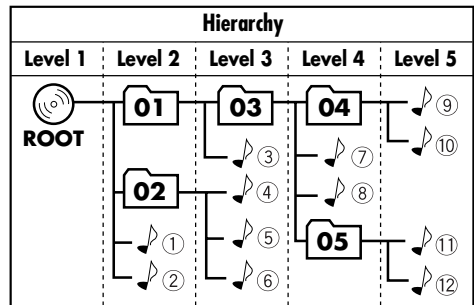 Hierarchy
Level 1 Level 2 Level 3 Level 4 Level 5
01 03 04 ⑨
ROOT ③ ⑦ ⑩
02 ④ ⑧
① ⑤ 05 ⑪
② ⑥ ⑫